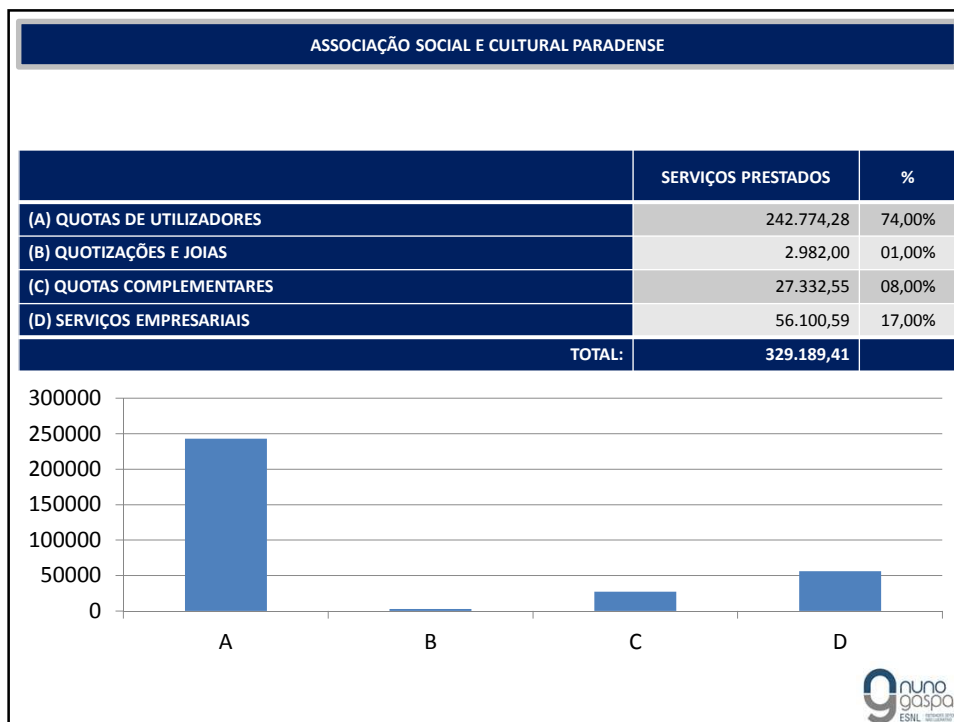 ASSOCIAÇÃO SOCIAL E CULTURAL PARADENSE
SERVIÇOS PRESTADOS %
(A) QUOTAS DE UTILIZADORES 242.774,28 74,00%
(B) QUOTIZAÇÕES E JOIAS 2.982,00 01,00%
(C) QUOTAS COMPLEMENTARES 27.332,55 08,00%
(D) SERVIÇOS EMPRESARIAIS 56.100,59 17,00%
TOTAL: 329.189,41
300000
250000
200000
150000
100000
50000
0
A B C D
nuno
gaspa
ESNL